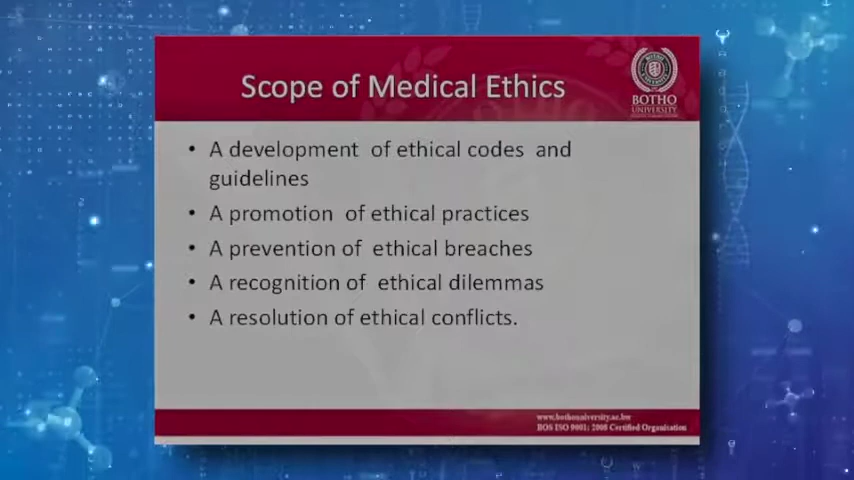 Scope of Medical Ethics
BOTHO
UNIVERSITY
• A development of ethical codes and
guidelines
• A promotion of ethical practices
• A prevention of ethical breaches
• A recognition of ethical dilemmas
• A resolution of ethical conflicts.
www.bothouniversity.ac.bw
BOS ISO 9001: 2008 Certified Organisation